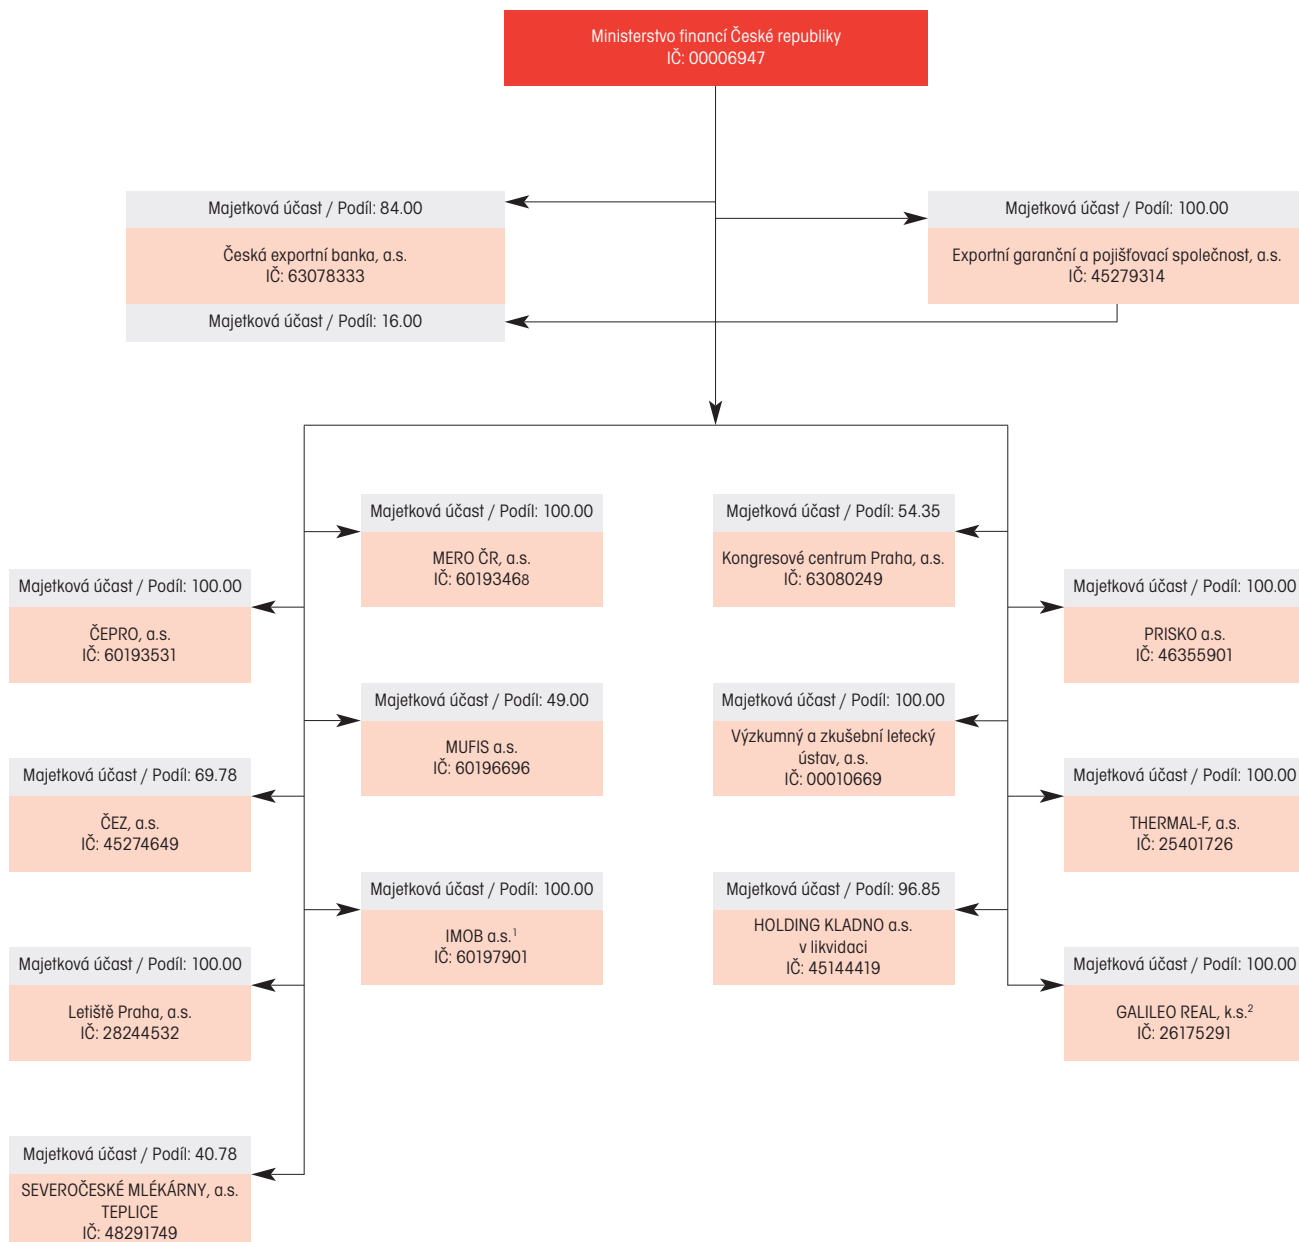 Ministerstvo financí České republiky
IČ: 00006947
Majetková účast / Podíl: 84.00
Česká exportní banka, a.s.
IČ: 63078333
Majetková účast / Podíl: 16.00
Majetková účast / Podíl: 100.00
Exportní garanční a pojišťovací společnost, a.s.
IČ: 45279314
Majetková účast / Podíl: 100.00
MERO ČR, a.s.
IČ: 60193468
Majetková účast / Podíl: 54.35
Kongresové centrum Praha, a.s.
IČ: 63080249
Majetková účast / Podíl: 100.00
ČEPRO, a.s.
IČ: 60193531
Majetková účast / Podíl: 100.00
PRISKO a.s.
IČ: 46355901
Majetková účast / Podíl: 49.00
MUFIS a.s.
IČ: 60196696
Majetková účast / Podíl: 100.00
Výzkumný a zkušební letecký
ústav, a.s.
IČ: 00010669
Majetková účast / Podíl: 69.78
ČEZ, a.s.
IČ: 45274649
Majetková účast / Podíl: 100.00
THERMAL-F, a.s.
IČ: 25401726
Majetková účast / Podíl: 100.00
IMOB a.s.¹
IČ: 60197901
Majetková účast / Podíl: 96.85
HOLDING KLADNO a.s.
v likvidaci
IČ: 45144419
Majetková účast / Podíl: 100.00
Letiště Praha, a.s.
IČ: 28244532
Majetková účast / Podíl: 100.00
GALILEO REAL, k.s.²
IČ: 26175291
Majetková účast / Podíl: 40.78
SEVEROČESKÉ MLÉKÁRNY, a.s.
TEPLICE
IČ: 48291749